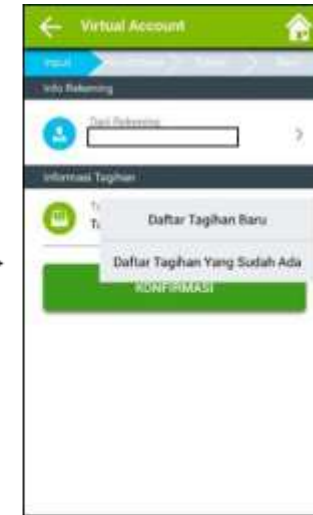 Virtual Account
Input
Info Rekening
Dari Rekening
Informasi Tagihan
Daftar Tagihan Baru
Daftar Tagihan Yang Sudah Ada
KONFIRMASI